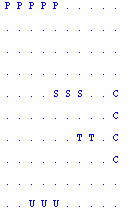 P P P P P . . . . .
. . . . . . . . . .
. . . . . . . . . .
. . . . . . . . . .
. . . . S S S . . C
. . . . . . . . . C
. . . . . . T T . C
. . . . . . . . . C
. . . . . . . . . .
. . U U U . . . . .